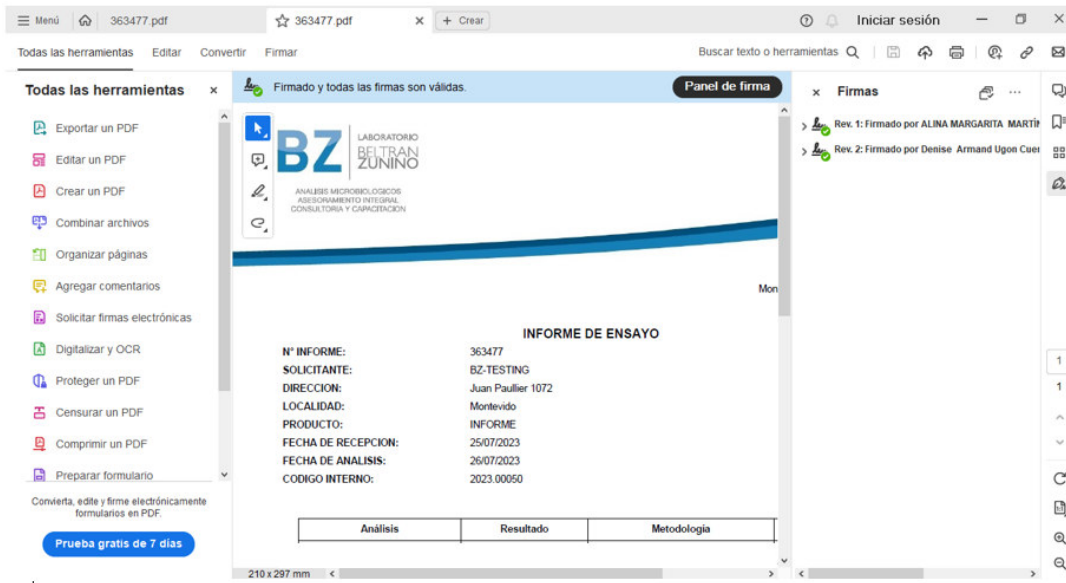 Menú
363477.pdf
363477.pdf
Crear
Iniciar sesión
Todas las herramientas
Editar
Convertir
Firmar
Buscar texto o herramientas
Todas las herramientas
Exportar un PDF
Editar un PDF
Crear un PDF
Combinar archivos
Organizar páginas
Agregar comentarios
Solicitar firmas electrónicas
Digitalizar y OCR
Proteger un PDF
Censurar un PDF
Comprimir un PDF
Preparar formulario
Convierta, edite y firme electrónicamente
formularios en PDF.
Prueba gratis de 7 días
Firmado y todas las firmas son válidas.
Panel de firma
BZ
LABORATORIO
BELTRAN
ZUNINO
ANALISIS MICROBIOLOGICOS
ASESORAMIENTO INTEGRAL
CONSULTORIA Y CAPACITACION
Mon
INFORME DE ENSAYO
N° INFORME: 363477
SOLICITANTE: BZ-TESTING
DIRECCION: Juan Paullier 1072
LOCALIDAD: Montevido
PRODUCTO: INFORME
FECHA DE RECEPCION: 25/07/2023
FECHA DE ANALISIS: 26/07/2023
CODIGO INTERNO: 2023.00050
Análisis Resultado Metodología
210 x 297 mm
Firmas
Rev. 1: Firmado por ALINA MARGARITA MARTÍN
Rev. 2: Firmado por Denise Armand Ugon Cuer
1
1